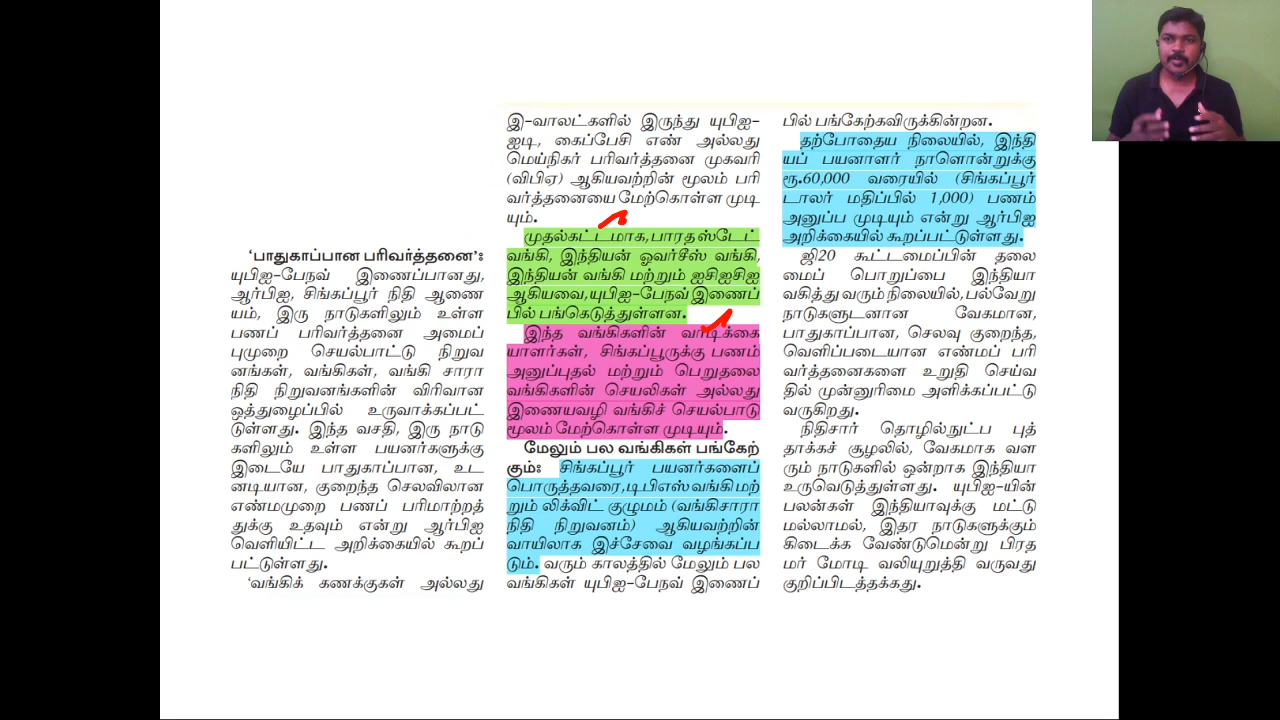 ‘பாதுகாப்பான பரிவர்த்தனை’:
யுபிஐ-பேநவ் இணைப்பானது,
ஆர்பிஐ, சிங்கப்பூர் நிதி ஆணை
யம், இரு நாடுகளிலும் உள்ள
பணப் பரிவர்த்தனை அமைப்
புமுறை செயல்பாட்டு நிறுவ
னங்கள், வங்கிகள், வங்கி சாரா
நிதி நிறுவனங்களின் விரிவான
ஒத்துழைப்பில் உருவாக்கப்பட்
டுள்ளது. இந்த வசதி, இரு நாடு
களிலும் உள்ள பயனர்களுக்கு
இடையே பாதுகாப்பான, உட
னடியான, குறைந்த செலவிலான
எண்மமுறை பணப் பரிமாற்றத்
துக்கு உதவும் என்று ஆர்பிஐ
வெளியிட்ட அறிக்கையில் கூறப்
பட்டுள்ளது.
‘வங்கிக் கணக்குகள் அல்லது
இ-வாலட்களில் இருந்து யுபிஐ-
ஐடி, கைப்பேசி எண் அல்லது
மெய்நிகர் பரிவர்த்தனை முகவரி
(விபிஏ) ஆகியவற்றின் மூலம் பரி
வர்த்தனையை மேற்கொள்ள முடி
யும்.
முதல்கட்டமாக, பாரத ஸ்டேட்
வங்கி, இந்தியன் ஓவர்சீஸ் வங்கி,
இந்தியன் வங்கி மற்றும் ஐசிஐசிஐ
ஆகியவை, யுபிஐ-பேநவ் இணைப்
பில் பங்கெடுத்துள்ளன.
இந்த வங்கிகளின் வாடிக்கை
யாளர்கள், சிங்கப்பூருக்கு பணம்
அனுப்புதல் மற்றும் பெறுதலை
வங்கிகளின் செயலிகள் அல்லது
இணையவழி வங்கிச் செயல்பாடு
மூலம் மேற்கொள்ள முடியும்.
மேலும் பல வங்கிகள் பங்கேற்
கும்: சிங்கப்பூர் பயனர்களைப்
பொருத்தவரை, டிபிஎஸ் வங்கி மற்
றும் லிக்விட் குழுமம் (வங்கிசாரா
நிதி நிறுவனம்) ஆகியவற்றின்
வாயிலாக இச்சேவை வழங்கப்ப
டும். வரும் காலத்தில் மேலும் பல
வங்கிகள் யுபிஐ-பேநவ் இணைப்
பில் பங்கேற்கவிருக்கின்றன.
தற்போதைய நிலையில், இந்தி
யப் பயனாளர் நாளொன்றுக்கு
ரூ.60,000 வரையில் (சிங்கப்பூர்
டாலர் மதிப்பில் 1,000) பணம்
அனுப்ப முடியும் என்று ஆர்பிஐ
அறிக்கையில் கூறப்பட்டுள்ளது.
ஜி20 கூட்டமைப்பின் தலை
மைப் பொறுப்பை இந்தியா
வகித்து வரும் நிலையில், பல்வேறு
நாடுகளுடனான வேகமான,
பாதுகாப்பான, செலவு குறைந்த,
வெளிப்படையான எண்மப் பரி
வர்த்தனைகளை உறுதி செய்வ
தில் முன்னுரிமை அளிக்கப்பட்டு
வருகிறது.
நிதிசார் தொழில்நுட்ப புத்
தாக்கச் சூழலில், வேகமாக வள
ரும் நாடுகளில் ஒன்றாக இந்தியா
உருவெடுத்துள்ளது. யுபிஐ-யின்
பலன்கள் இந்தியாவுக்கு மட்டு
மல்லாமல், இதர நாடுகளுக்கும்
கிடைக்க வேண்டுமென்று பிரத
மர் மோடி வலியுறுத்தி வருவது
குறிப்பிடத்தக்கது.